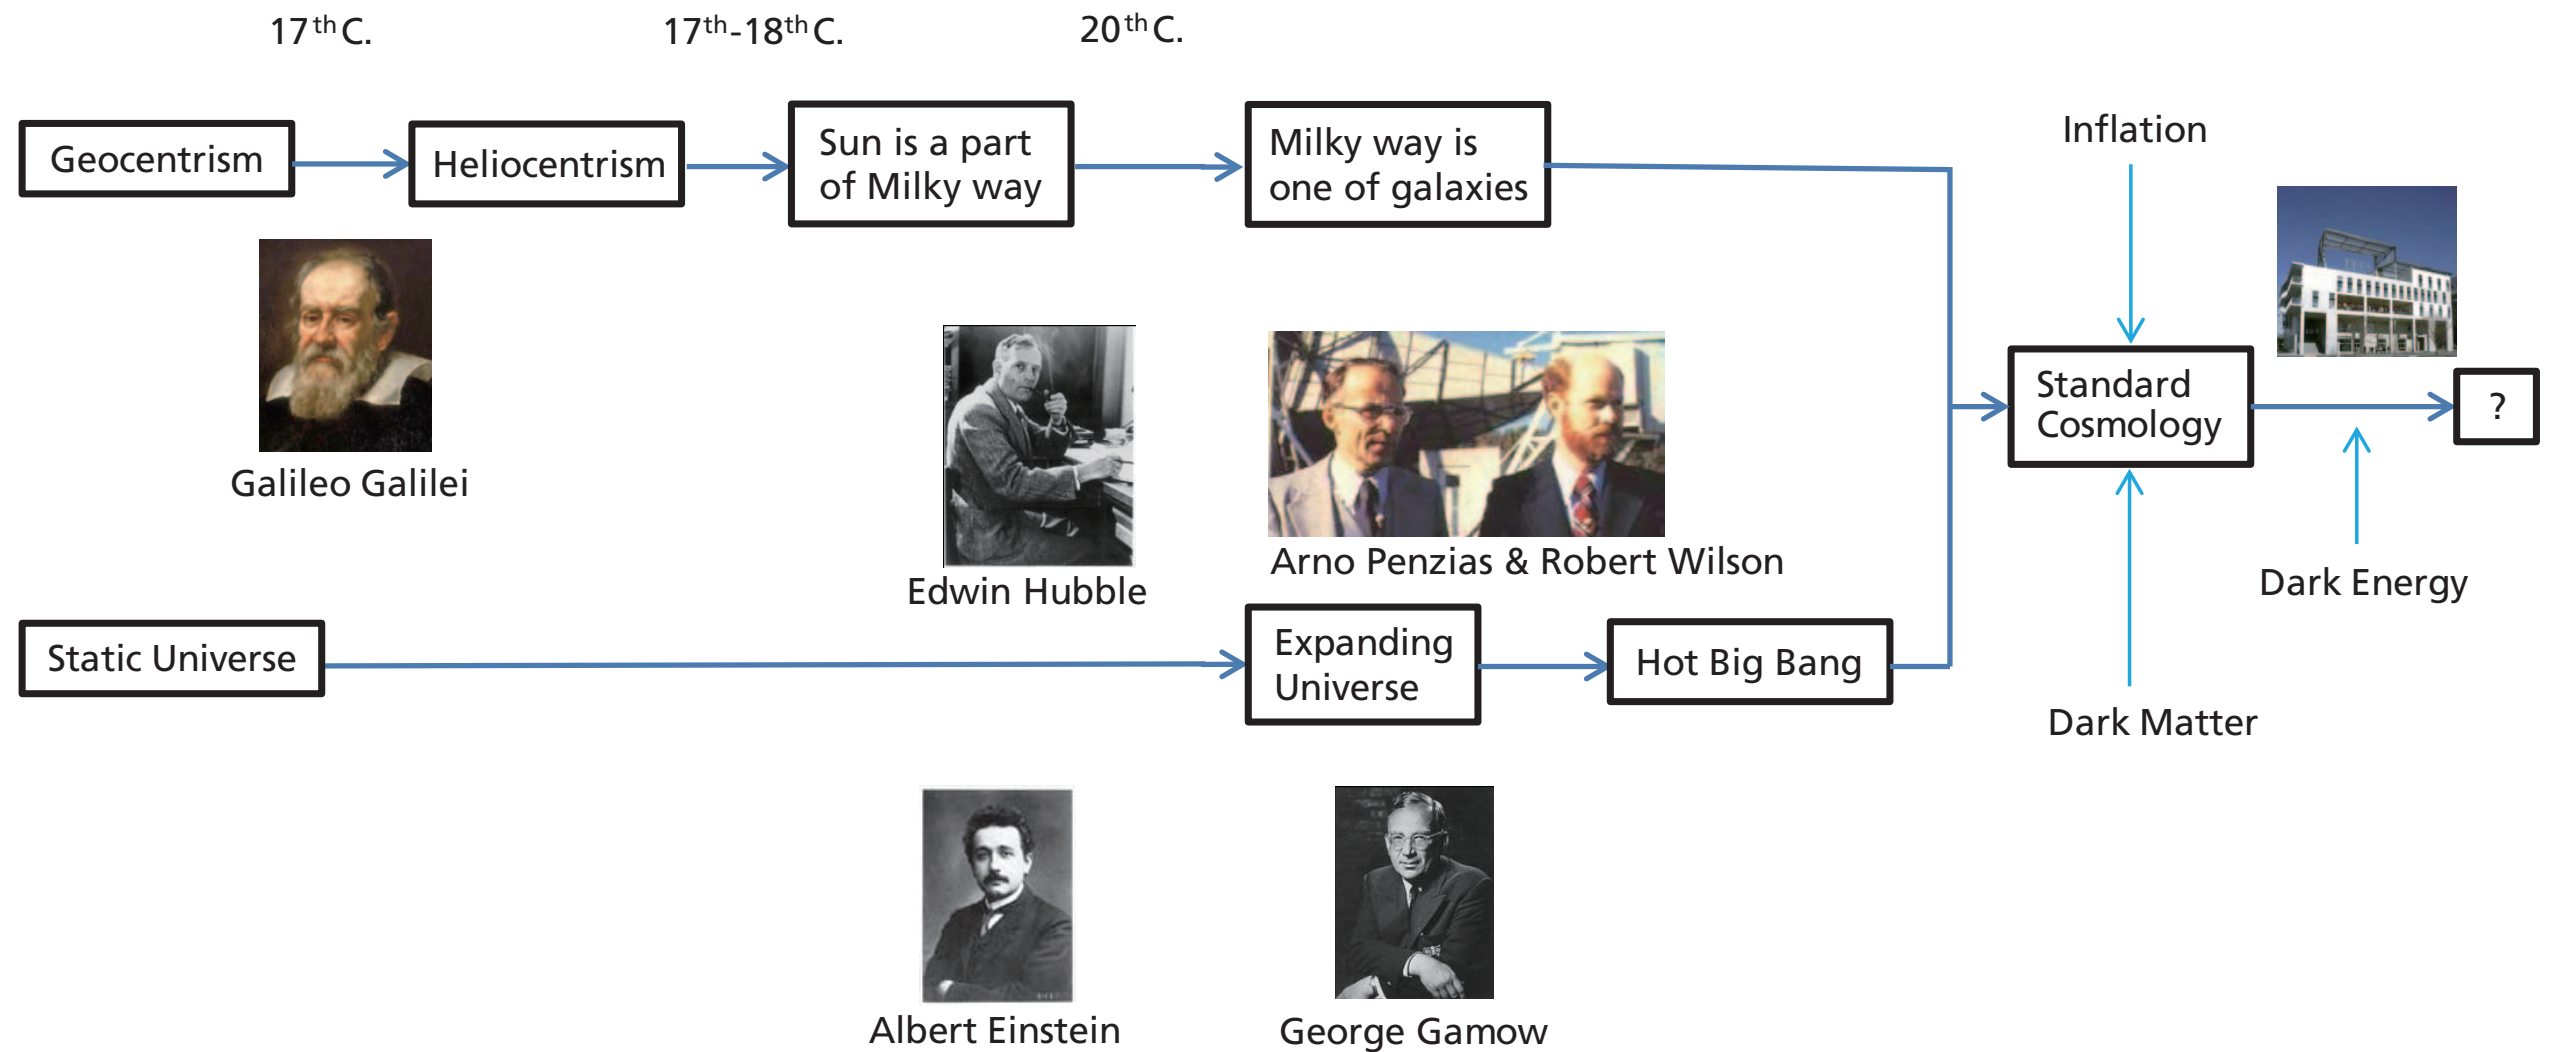 17th C.
17th-18th C.
20th C.
Geocentrism
Heliocentrism
Sun is a part
of Milky way
Milky way is
one of galaxies
Inflation
Galileo Galilei
Edwin Hubble
Arno Penzias & Robert Wilson
Standard
Cosmology
?
Dark Energy
Static Universe
Expanding
Universe
Hot Big Bang
Dark Matter
Albert Einstein
George Gamow